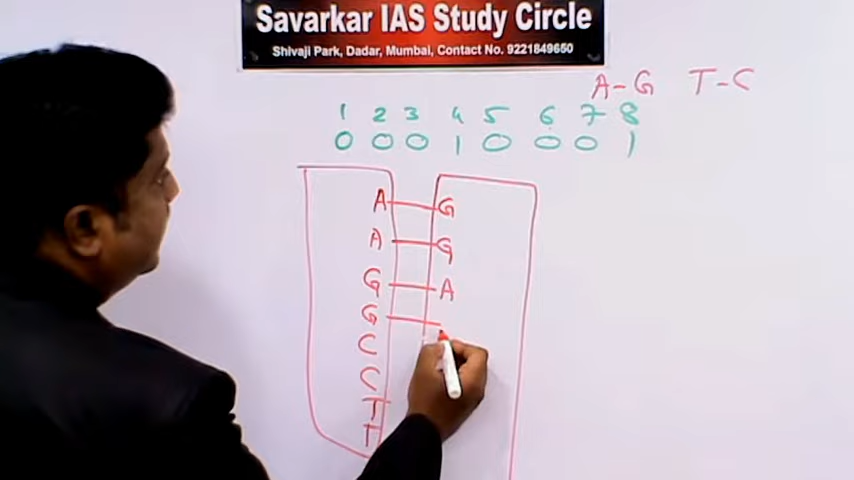 Savarkar IAS Study Circle
Shivaji Park, Dadar, Mumbai, Contact No. 9221849650
A-G T-C
1 2 3 4 5 6 7 8
0 0 0 1 0 0 0 1
A G
A G
G A
G
C
C
T
T